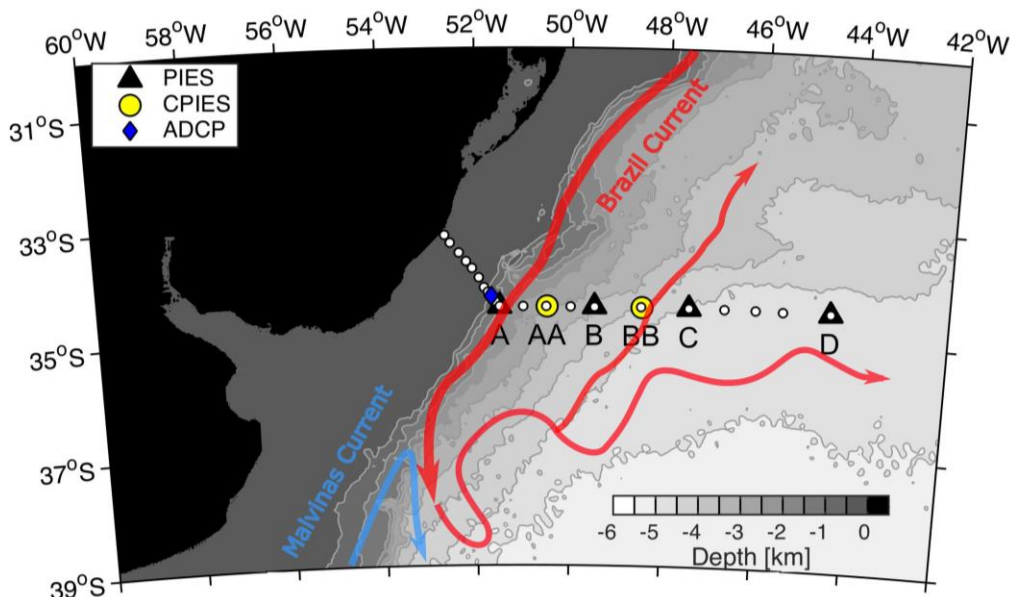 60°W 58°W 56°W 54°W 52°W 50°W 48°W 46°W 44°W 42°W
PIES
CPIES
ADCP
31°S
33°S
35°S
37°S
39°S
Brazil Current
A AA B BB C D
Malvinas Current
-6 -5 -4 -3 -2 -1 0
Depth [km]